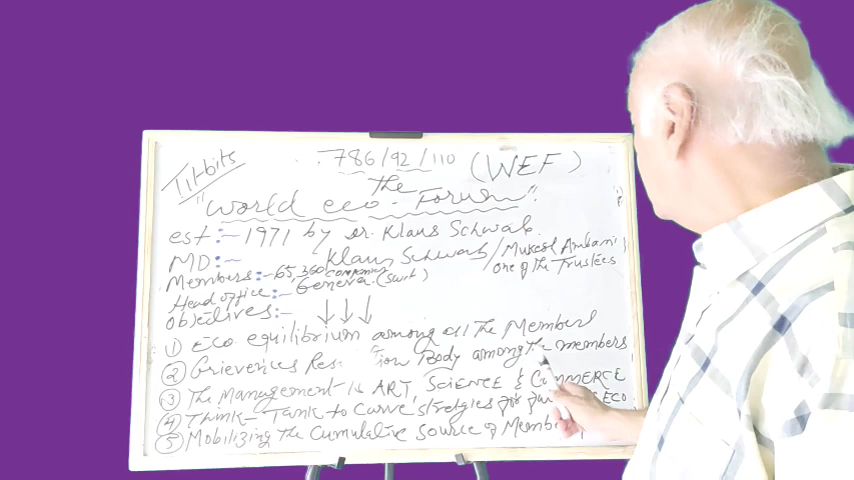 Tit-bits
786/92/110 (WEF)
the
"World eco-Forum".
est :- 1971 by Dr. Klaus Schwab.
MD :- Klaus Schwab / Mukesh Ambani
one of the Trustees
Members :- 65, 360 companies
Head office :- Geneva (Swit)
Objectives :-
① ECO equilibrium among all The Members
② Grievences Body among The members
③ The Management is ART, SCIENCE & COMMERCE
④ Think-Tank to Carve strategies for ECO
⑤ Mobilizing The Cumulative Source of